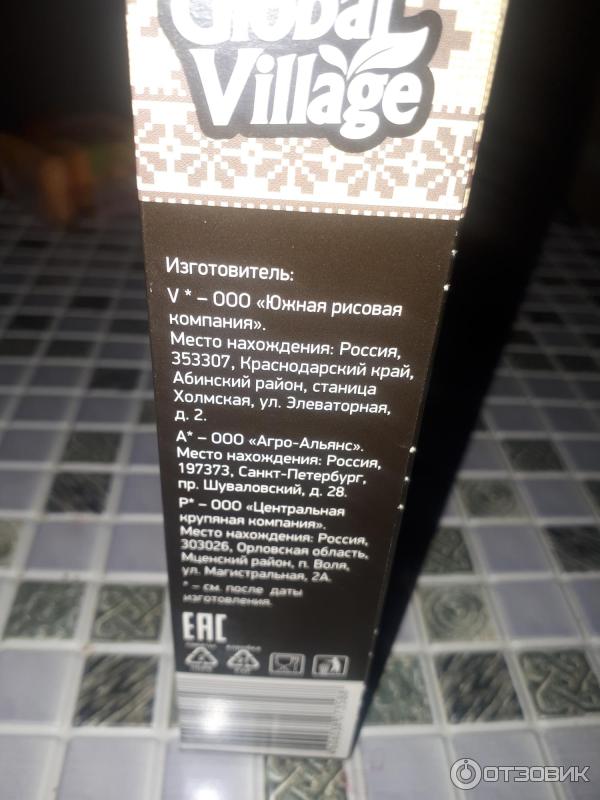 Global
Village
Изготовитель:
V * – ООО «Южная рисовая
компания».
Место нахождения: Россия,
353307, Краснодарский край,
Абинский район, станица
Холмская, ул. Элеваторная,
д. 2.
А* – ООО «Агро-Альянс».
Место нахождения: Россия,
197373, Санкт-Петербург,
пр. Шуваловский, д. 28.
Р* – ООО «Центральная
крупяная компания».
Место нахождения: Россия,
303026, Орловская область,
Мценский район, п. Воля,
ул. Магистральная, 2А.
* – см. после даты
изготовления.
EAC
ОТЗОВИК